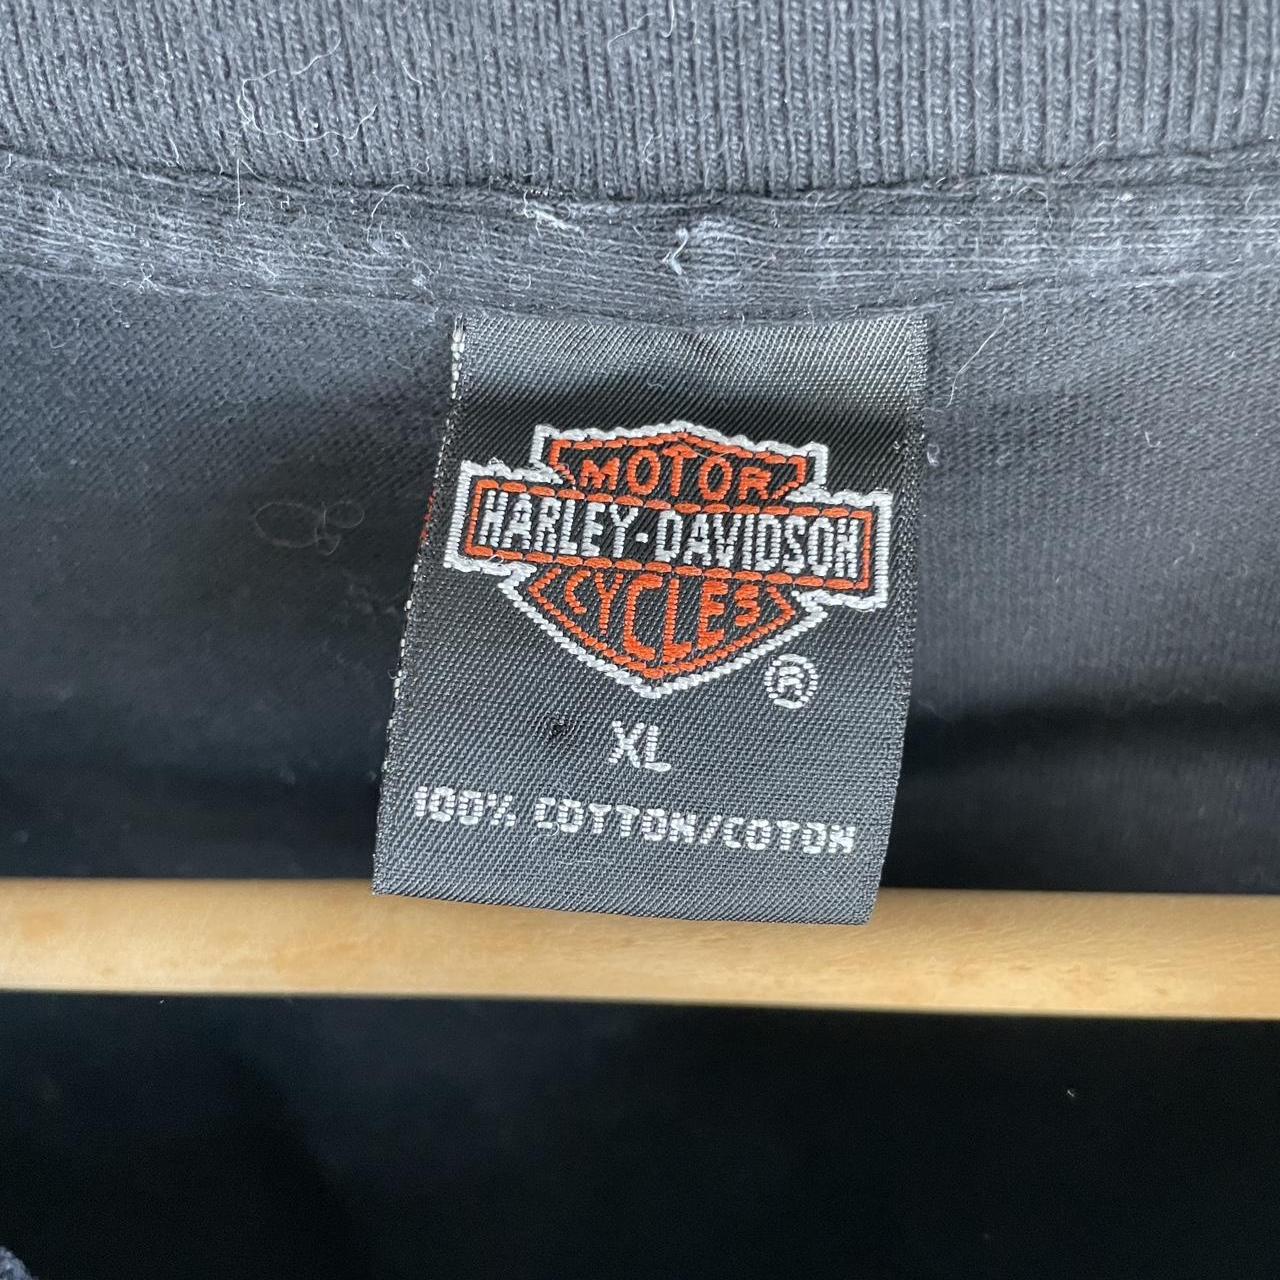 MOTOR
HARLEY-DAVIDSON
CYCLES
®
XL
100% COTTON/COTON